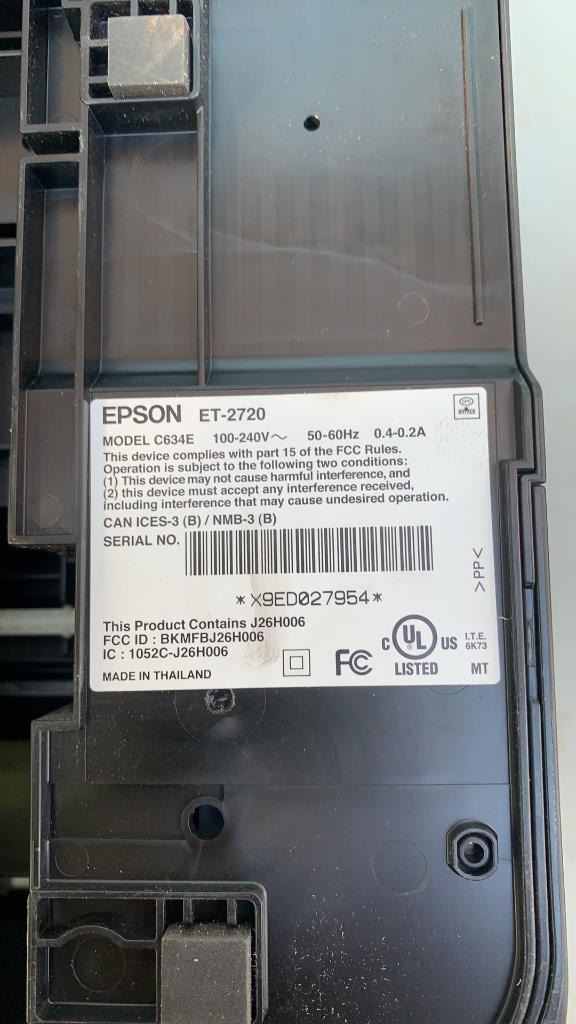 EPSON ET-2720
MODEL C634E 100-240V∼ 50-60Hz 0.4-0.2A
This device complies with part 15 of the FCC Rules.
Operation is subject to the following two conditions:
(1) This device may not cause harmful interference, and
(2) this device must accept any interference received,
including interference that may cause undesired operation.
CAN ICES-3 (B) / NMB-3 (B)
SERIAL NO.
*X9ED027954*
>PP<
This Product Contains J26H006
FCC ID : BKMFBJ26H006
IC : 1052C-J26H006
MADE IN THAILAND
FC
C UL US
LISTED
I.T.E.
6K73
MT